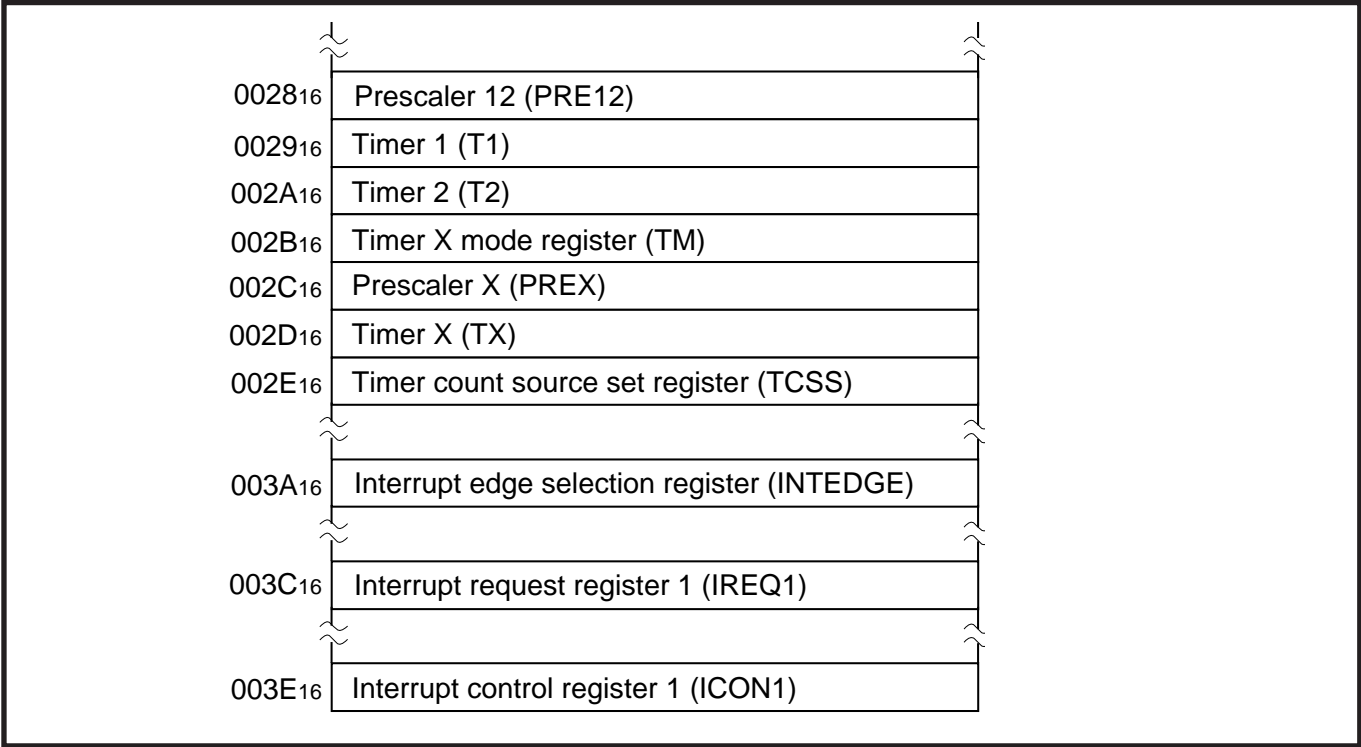 0028₁₆ Prescaler 12 (PRE12)
0029₁₆ Timer 1 (T1)
002A₁₆ Timer 2 (T2)
002B₁₆ Timer X mode register (TM)
002C₁₆ Prescaler X (PREX)
002D₁₆ Timer X (TX)
002E₁₆ Timer count source set register (TCSS)
003A₁₆ Interrupt edge selection register (INTEDGE)
003C₁₆ Interrupt request register 1 (IREQ1)
003E₁₆ Interrupt control register 1 (ICON1)